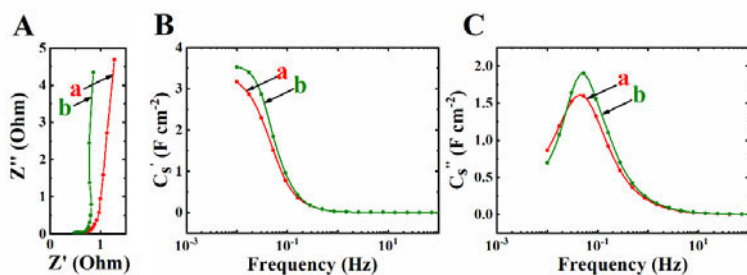 A
Z'' (Ohm)
5
4
3
2
1
0
a
b
1
2
Z' (Ohm)
B
Cs' (F cm⁻²)
4
3
2
1
0
a
b
10⁻³
10⁻¹
10¹
Frequency (Hz)
C
Cs'' (F cm⁻²)
2.0
1.5
1.0
0.5
0.0
a
b
10⁻³
10⁻¹
10¹
Frequency (Hz)